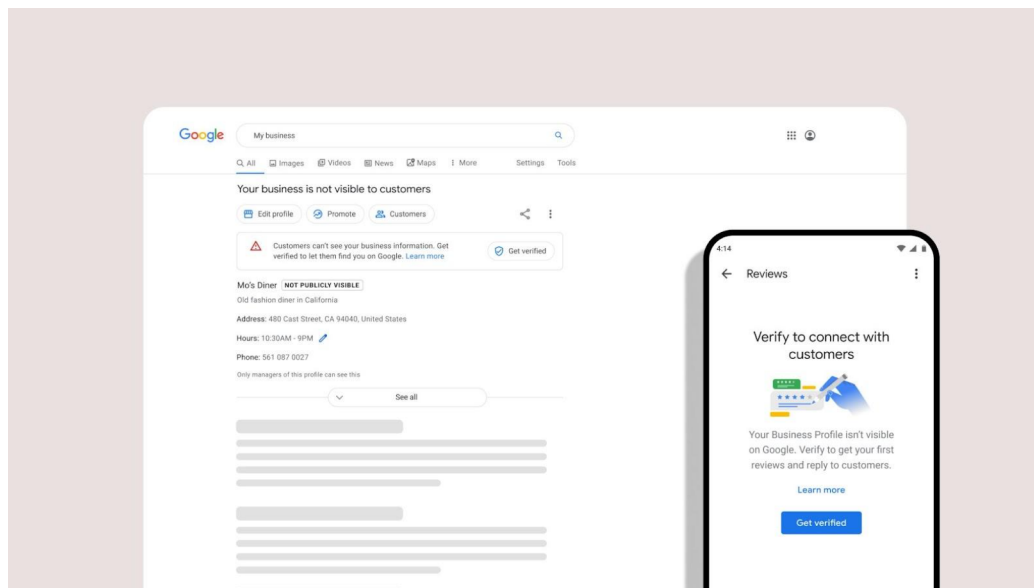 Google
My business
All Images Videos News Maps More Settings Tools
Your business is not visible to customers
Edit profile Promote Customers
Customers can't see your business information. Get
verified to let them find you on Google. Learn more
Get verified
Mo's Diner NOT PUBLICLY VISIBLE
Old fashion diner in California
Address: 480 Cast Street, CA 94040, United States
Hours: 10:30AM - 9PM
Phone: 561 087 0027
Only managers of this profile can see this
See all
4:14
Reviews
Verify to connect with
customers
Your Business Profile isn't visible
on Google. Verify to get your first
reviews and reply to customers.
Learn more
Get verified